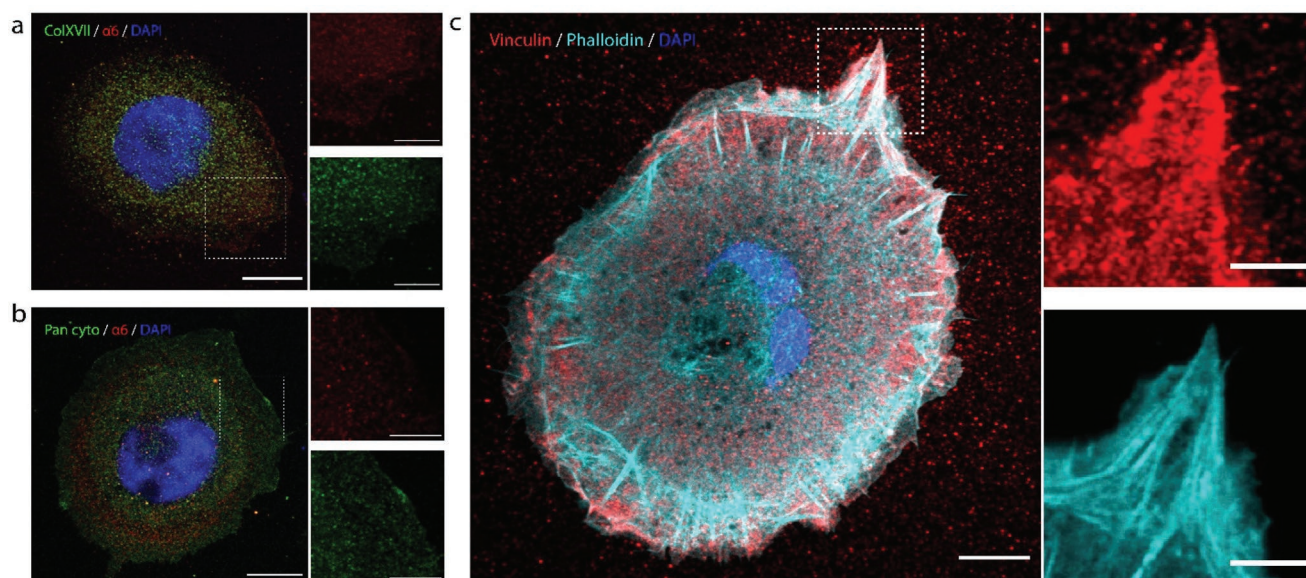 a
ColXVII / α6 / DAPI
b
Pan cyto / α6 / DAPI
c
Vinculin / Phalloidin / DAPI